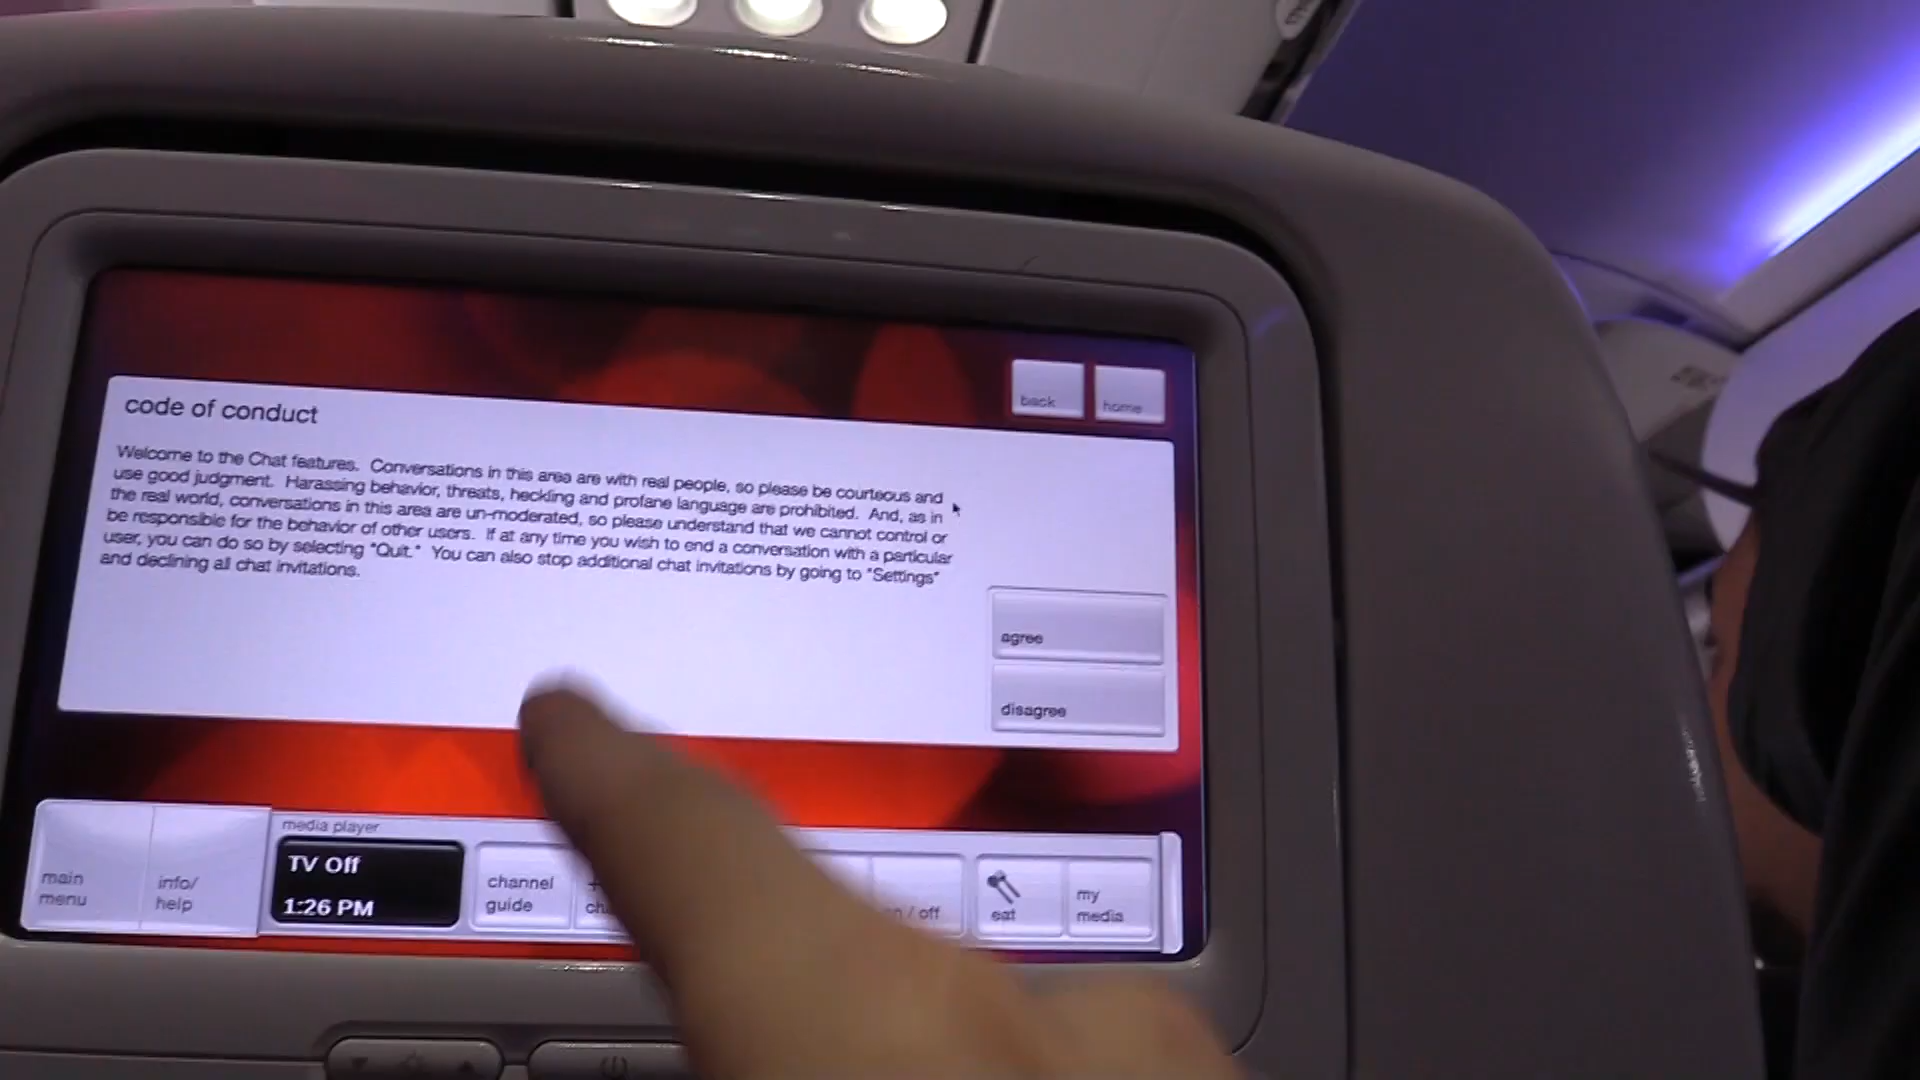 back
home
code of conduct
Welcome to the Chat features. Conversations in this area are with real people, so please be courteous and
use good judgment. Harassing behavior, threats, heckling and profane language are prohibited. And, as in
the real world, conversations in this area are un-moderated, so please understand that we cannot control or
be responsible for the behavior of other users. If at any time you wish to end a conversation with a particular
user, you can do so by selecting "Quit." You can also stop additional chat invitations by going to "Settings"
and declining all chat invitations.
agree
disagree
main
menu
info/
help
media player
TV Off
1:26 PM
channel
guide
/ off
eat
my
media